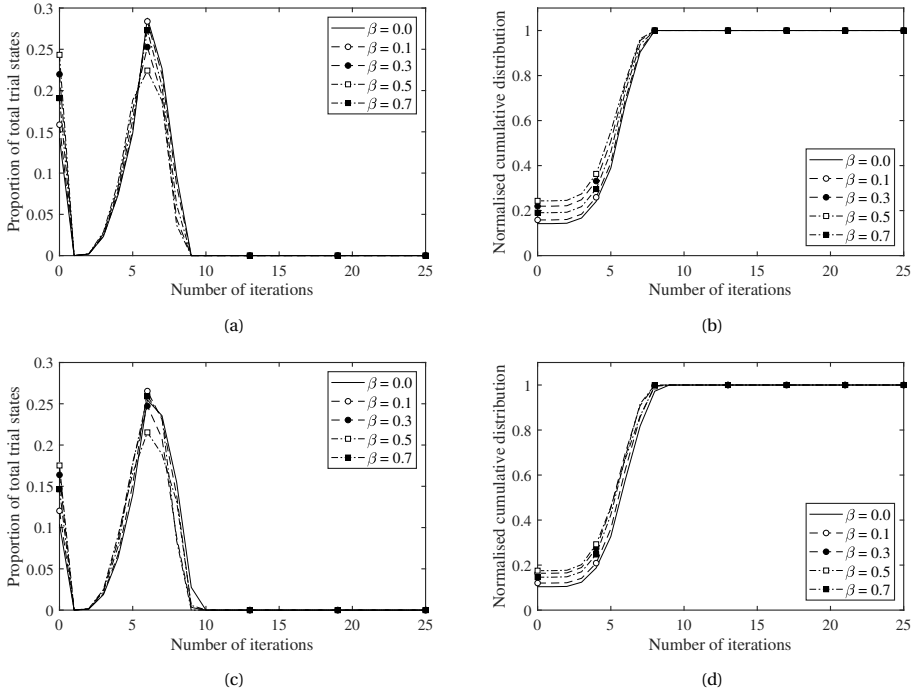 0.3
0.25
0.2
0.15
0.1
0.05
0
Proportion of total trial states
β = 0.0
β = 0.1
β = 0.3
β = 0.5
β = 0.7
0 5 10 15 20 25
Number of iterations
(a)
1
0.8
0.6
0.4
0.2
0
Normalised cumulative distribution
β = 0.0
β = 0.1
β = 0.3
β = 0.5
β = 0.7
0 5 10 15 20 25
Number of iterations
(b)
0.3
0.25
0.2
0.15
0.1
0.05
0
Proportion of total trial states
β = 0.0
β = 0.1
β = 0.3
β = 0.5
β = 0.7
0 5 10 15 20 25
Number of iterations
(c)
1
0.8
0.6
0.4
0.2
0
Normalised cumulative distribution
β = 0.0
β = 0.1
β = 0.3
β = 0.5
β = 0.7
0 5 10 15 20 25
Number of iterations
(d)